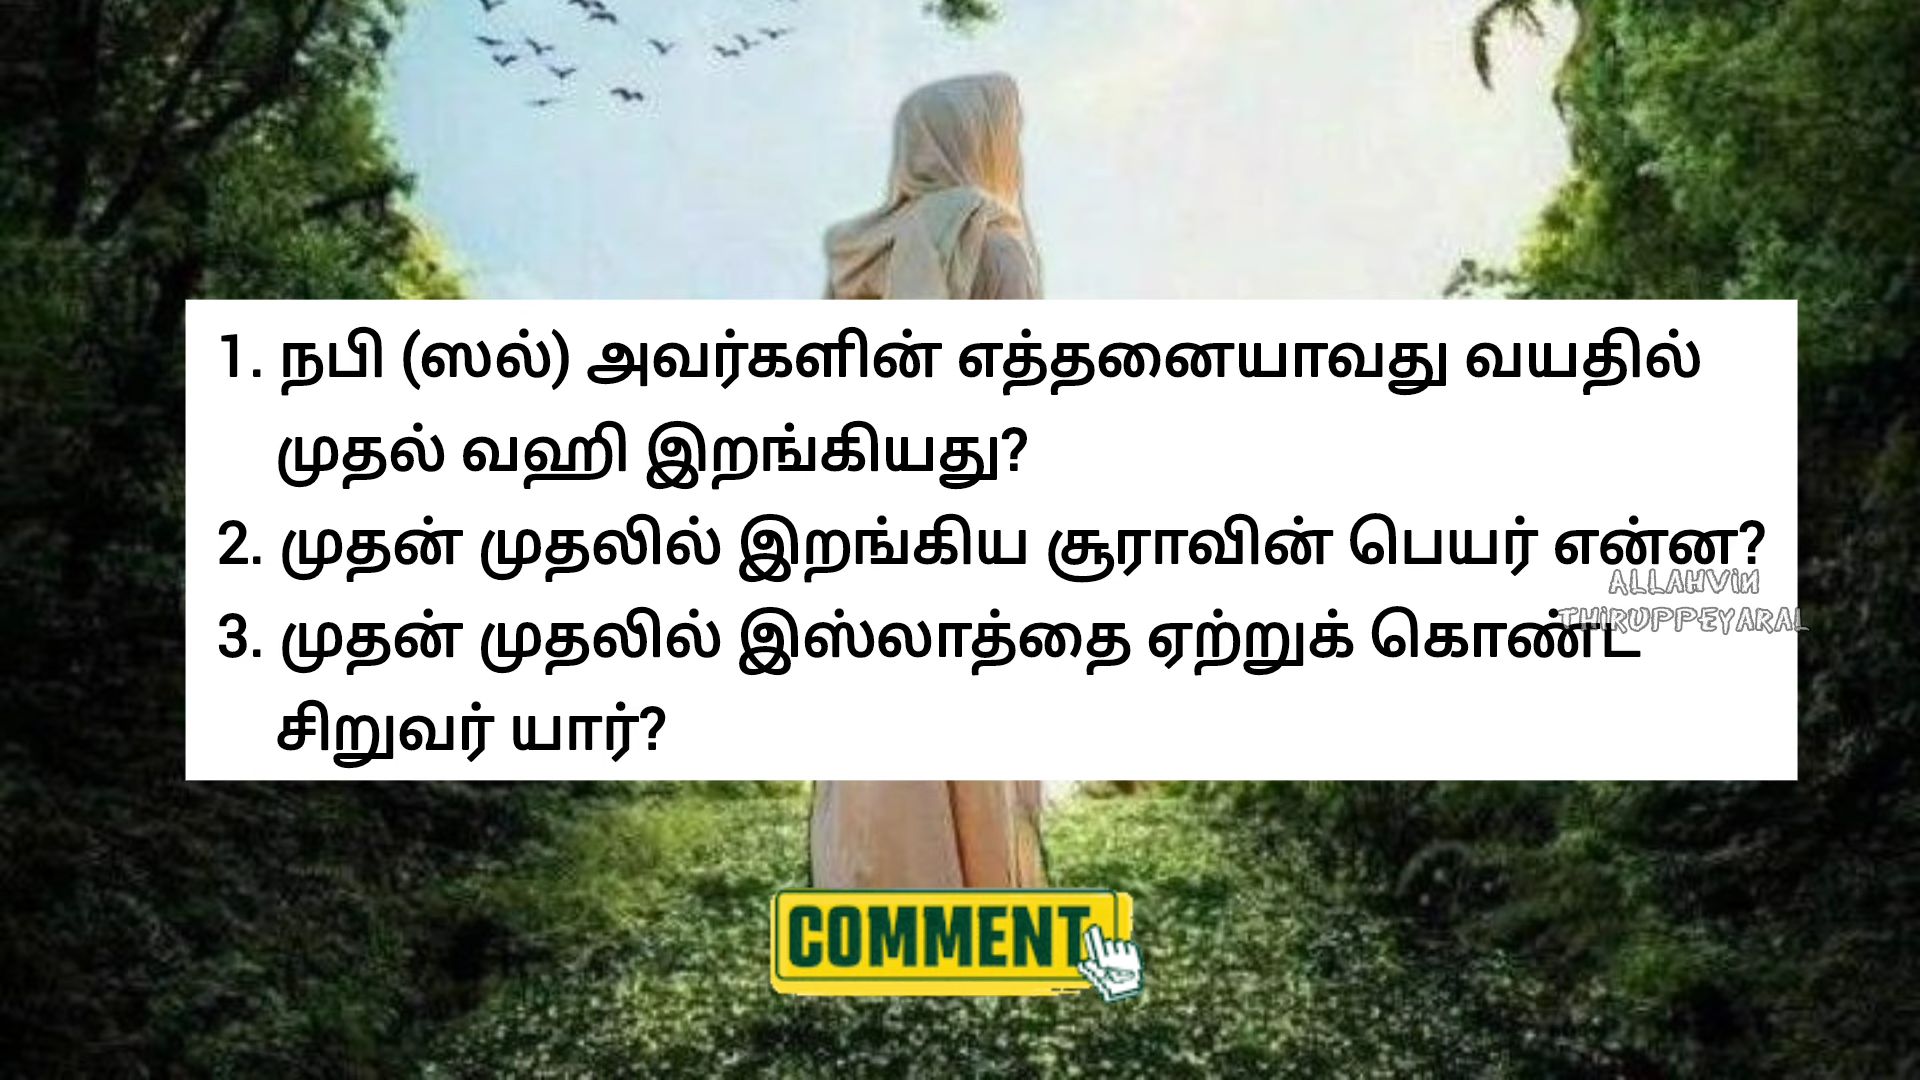 1. நபி (ஸல்) அவர்களின் எத்தனையாவது வயதில்
முதல் வஹி இறங்கியது?
2. முதன் முதலில் இறங்கிய சூராவின் பெயர் என்ன?
ALLAHViN
THiRUPPEYARAL
3. முதன் முதலில் இஸ்லாத்தை ஏற்றுக் கொண்ட
சிறுவர் யார்?
COMMENT